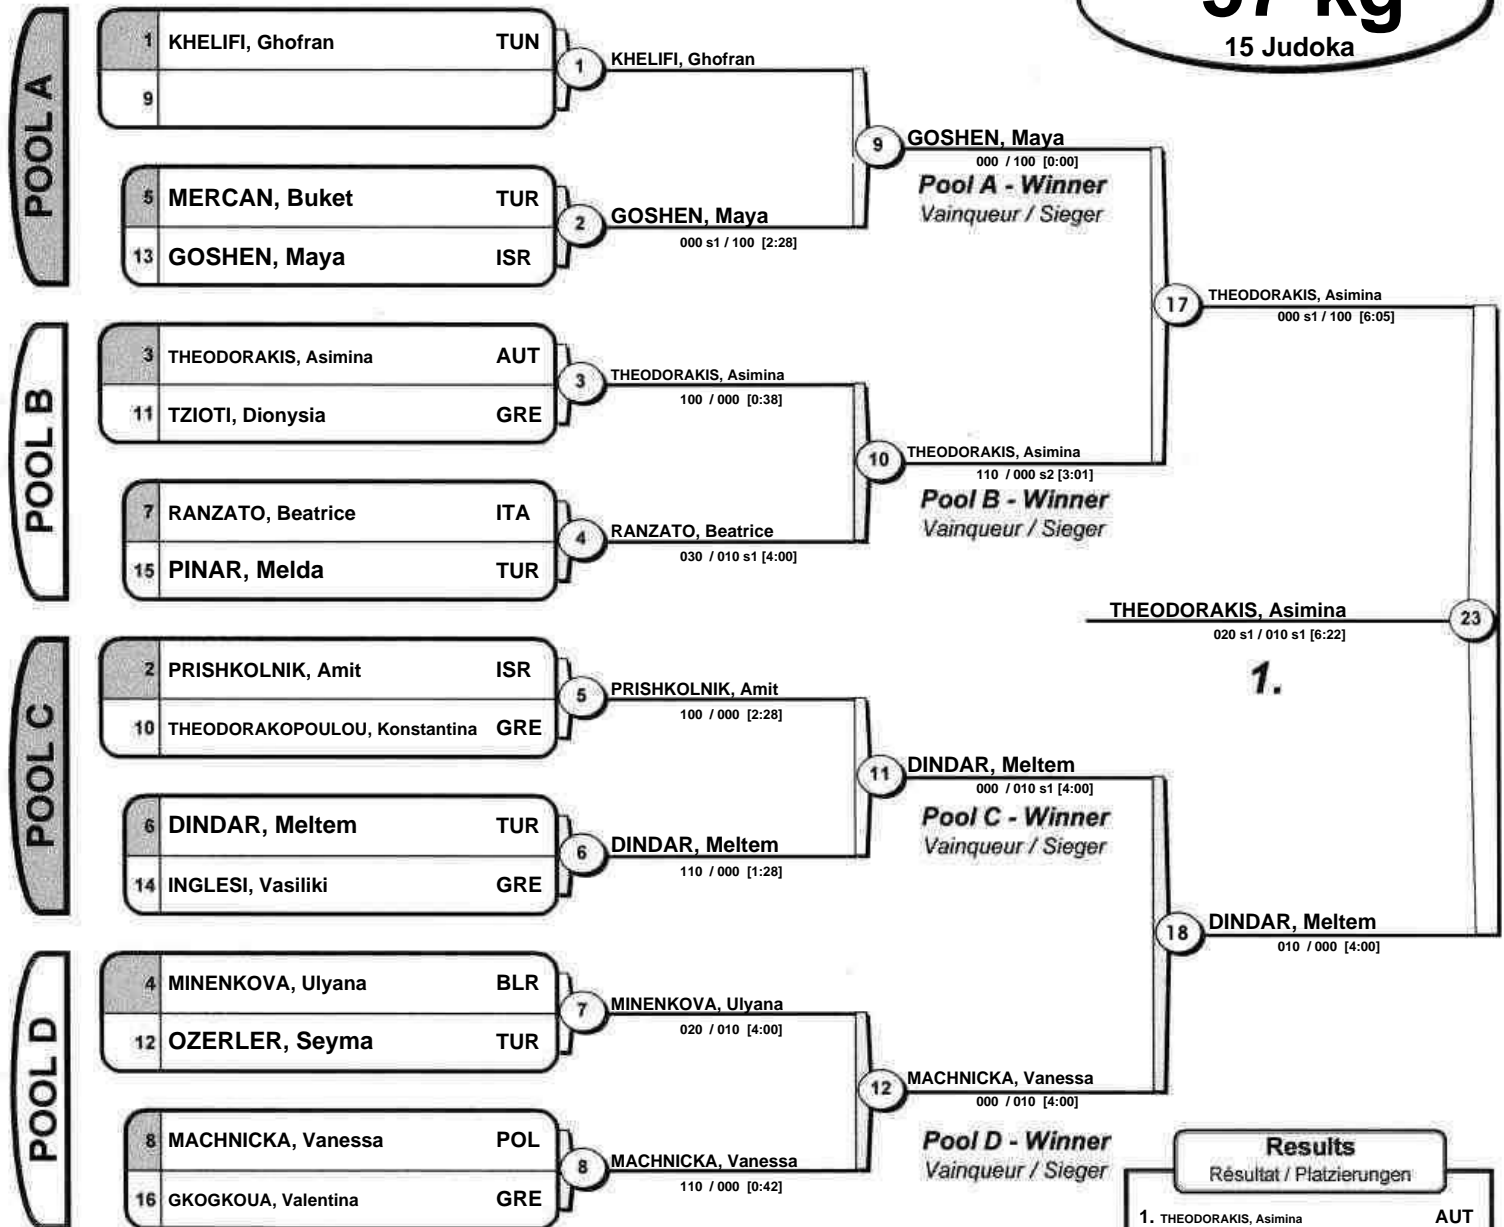 57 kg
15 Judoka
POOL A
1 KHELIFI, Ghofran TUN
9
1 KHELIFI, Ghofran
5 MERCAN, Buket TUR
13 GOSHEN, Maya ISR
2 GOSHEN, Maya
000 s1 / 100 [2:28]
9 GOSHEN, Maya
000 / 100 [0:00]
Pool A - Winner
Vainqueur / Sieger
POOL B
3 THEODORAKIS, Asimina AUT
11 TZIOTI, Dionysia GRE
3 THEODORAKIS, Asimina
100 / 000 [0:38]
7 RANZATO, Beatrice ITA
15 PINAR, Melda TUR
4 RANZATO, Beatrice
030 / 010 s1 [4:00]
10 THEODORAKIS, Asimina
110 / 000 s2 [3:01]
Pool B - Winner
Vainqueur / Sieger
17 THEODORAKIS, Asimina
000 s1 / 100 [6:05]
POOL C
2 PRISHKOLNIK, Amit ISR
10 THEODORAKOPOULOU, Konstantina GRE
5 PRISHKOLNIK, Amit
100 / 000 [2:28]
6 DINDAR, Meltem TUR
14 INGLESI, Vasiliki GRE
6 DINDAR, Meltem
110 / 000 [1:28]
11 DINDAR, Meltem
000 / 010 s1 [4:00]
Pool C - Winner
Vainqueur / Sieger
POOL D
4 MINENKOVA, Ulyana BLR
12 OZERLER, Seyma TUR
7 MINENKOVA, Ulyana
020 / 010 [4:00]
8 MACHNICKA, Vanessa POL
16 GKOGKOUA, Valentina GRE
8 MACHNICKA, Vanessa
110 / 000 [0:42]
12 MACHNICKA, Vanessa
000 / 010 [4:00]
Pool D - Winner
Vainqueur / Sieger
18 DINDAR, Meltem
010 / 000 [4:00]
THEODORAKIS, Asimina 23
020 s1 / 010 s1 [6:22]
1.
Results
Résultat / Platzierungen
1. THEODORAKIS, Asimina AUT